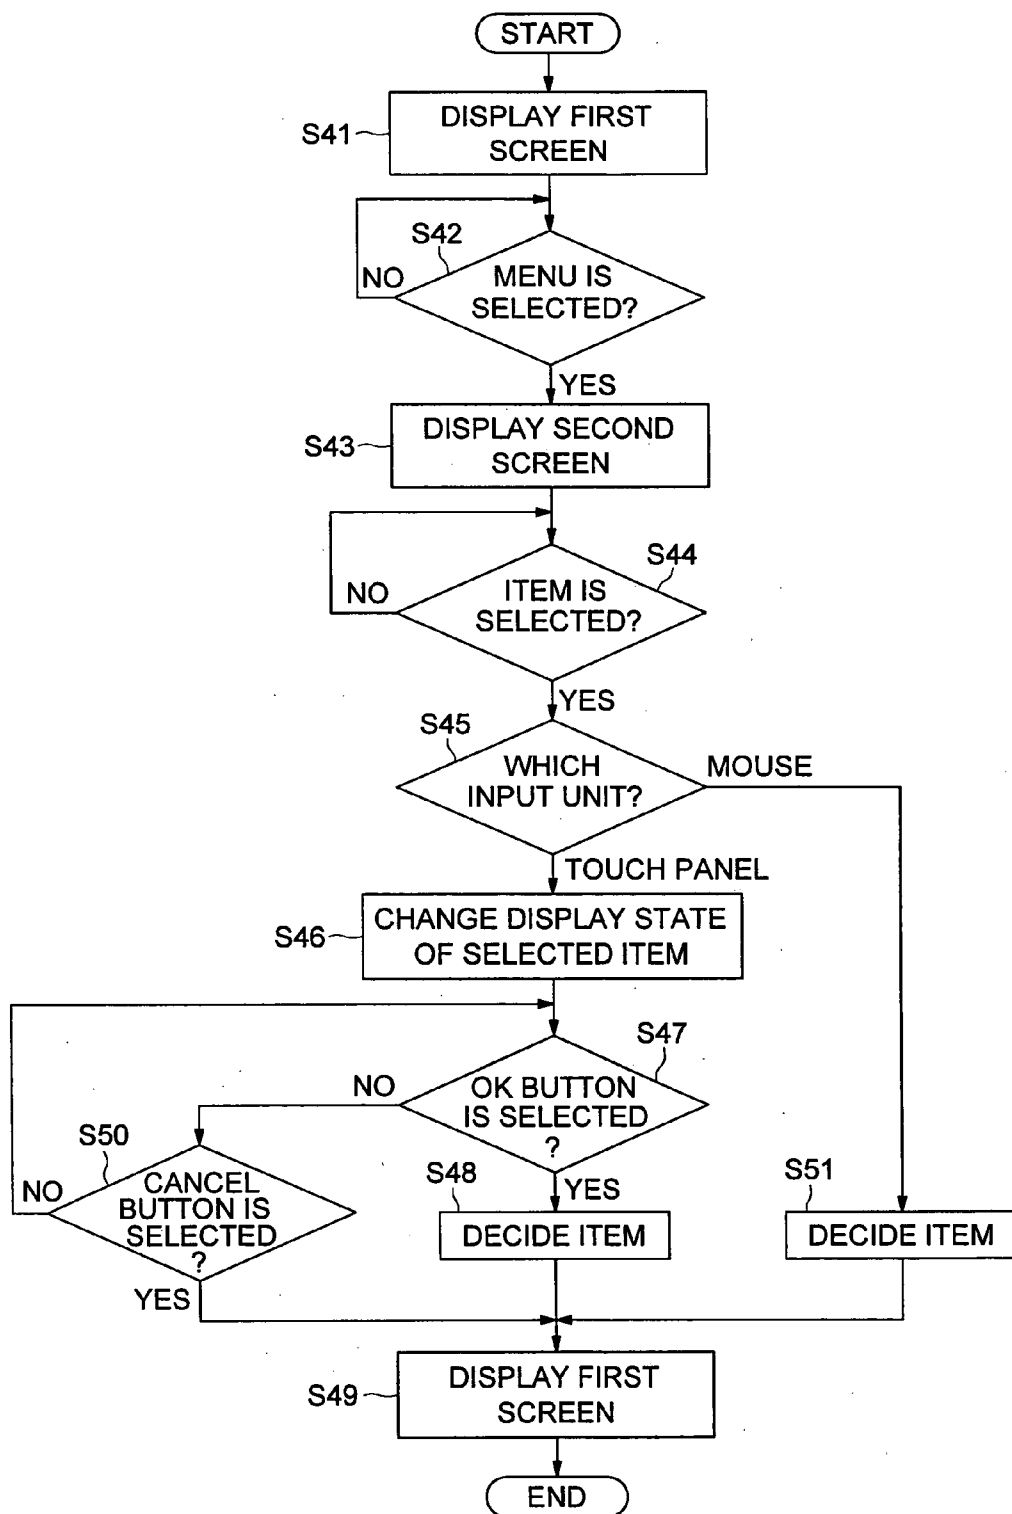 START
DISPLAY FIRST
SCREEN
S41
S42
NO
MENU IS
SELECTED?
YES
DISPLAY SECOND
SCREEN
S43
S44
NO
ITEM IS
SELECTED?
YES
S45
WHICH
INPUT UNIT?
MOUSE
TOUCH PANEL
CHANGE DISPLAY STATE
OF SELECTED ITEM
S46
S47
NO
OK BUTTON
IS SELECTED
?
YES
S50
NO
CANCEL
BUTTON IS
SELECTED
?
YES
S48
DECIDE ITEM
S51
DECIDE ITEM
DISPLAY FIRST
SCREEN
S49
END